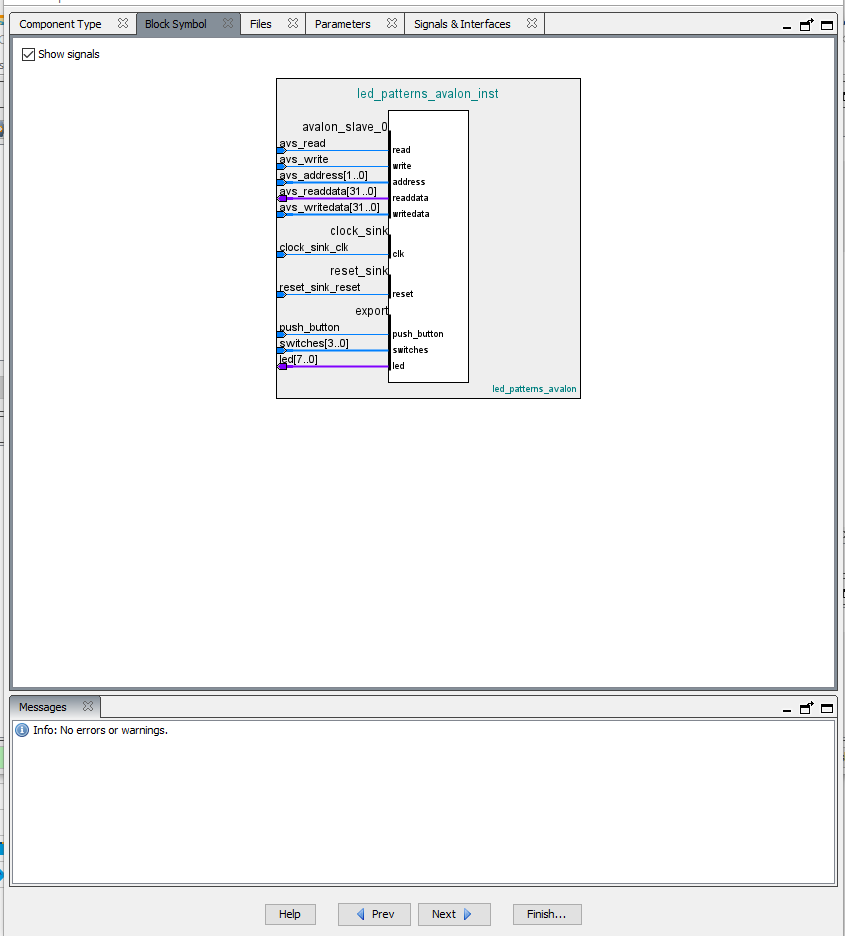 Component Type Block Symbol Files Parameters Signals & Interfaces
Show signals
led_patterns_avalon_inst
avalon_slave_0
avs_read read
avs_write write
avs_address[1..0] address
avs_readdata[31..0] readdata
avs_writedata[31..0] writedata
clock_sink
clock_sink_clk clk
reset_sink
reset_sink_reset reset
export
push_button push_button
switches[3..0] switches
led[7..0] led
led_patterns_avalon
Messages
Info: No errors or warnings.
Help Prev Next Finish...